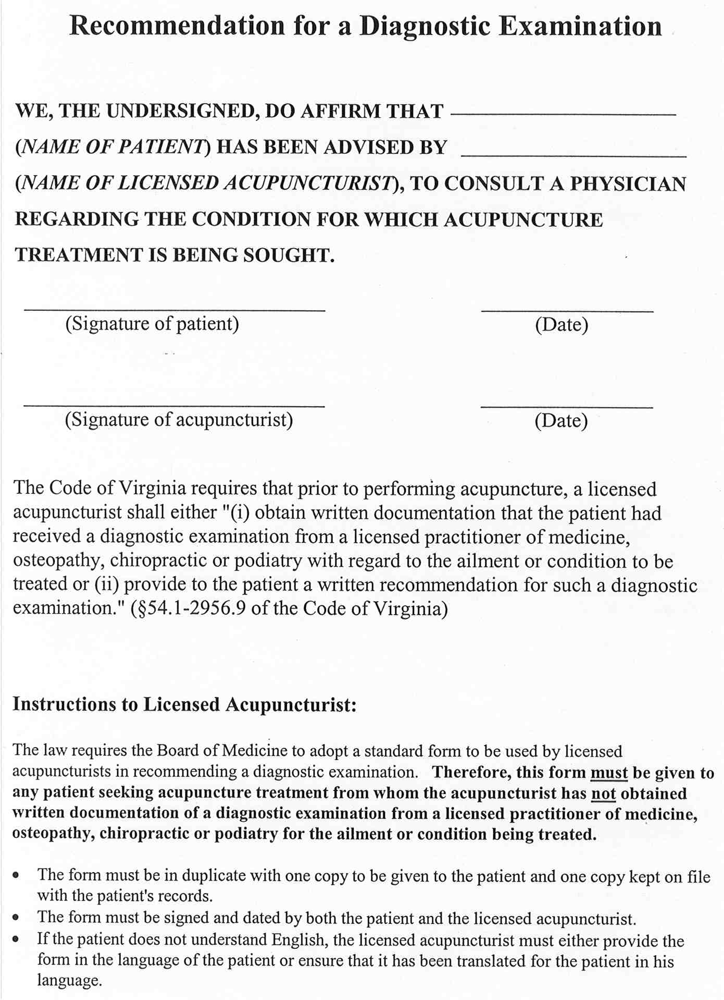 Recommendation for a Diagnostic Examination
WE, THE UNDERSIGNED, DO AFFIRM THAT
(NAME OF PATIENT) HAS BEEN ADVISED BY
(NAME OF LICENSED ACUPUNCTURIST), TO CONSULT A PHYSICIAN
REGARDING THE CONDITION FOR WHICH ACUPUNCTURE
TREATMENT IS BEING SOUGHT.
(Signature of patient) (Date)
(Signature of acupuncturist) (Date)
The Code of Virginia requires that prior to performing acupuncture, a licensed
acupuncturist shall either "(i) obtain written documentation that the patient had
received a diagnostic examination from a licensed practitioner of medicine,
osteopathy, chiropractic or podiatry with regard to the ailment or condition to be
treated or (ii) provide to the patient a written recommendation for such a diagnostic
examination." (§54.1-2956.9 of the Code of Virginia)
Instructions to Licensed Acupuncturist:
The law requires the Board of Medicine to adopt a standard form to be used by licensed
acupuncturists in recommending a diagnostic examination. Therefore, this form must be given to
any patient seeking acupuncture treatment from whom the acupuncturist has not obtained
written documentation of a diagnostic examination from a licensed practitioner of medicine,
osteopathy, chiropractic or podiatry for the ailment or condition being treated.
• The form must be in duplicate with one copy to be given to the patient and one copy kept on file
with the patient's records.
• The form must be signed and dated by both the patient and the licensed acupuncturist.
• If the patient does not understand English, the licensed acupuncturist must either provide the
form in the language of the patient or ensure that it has been translated for the patient in his
language.